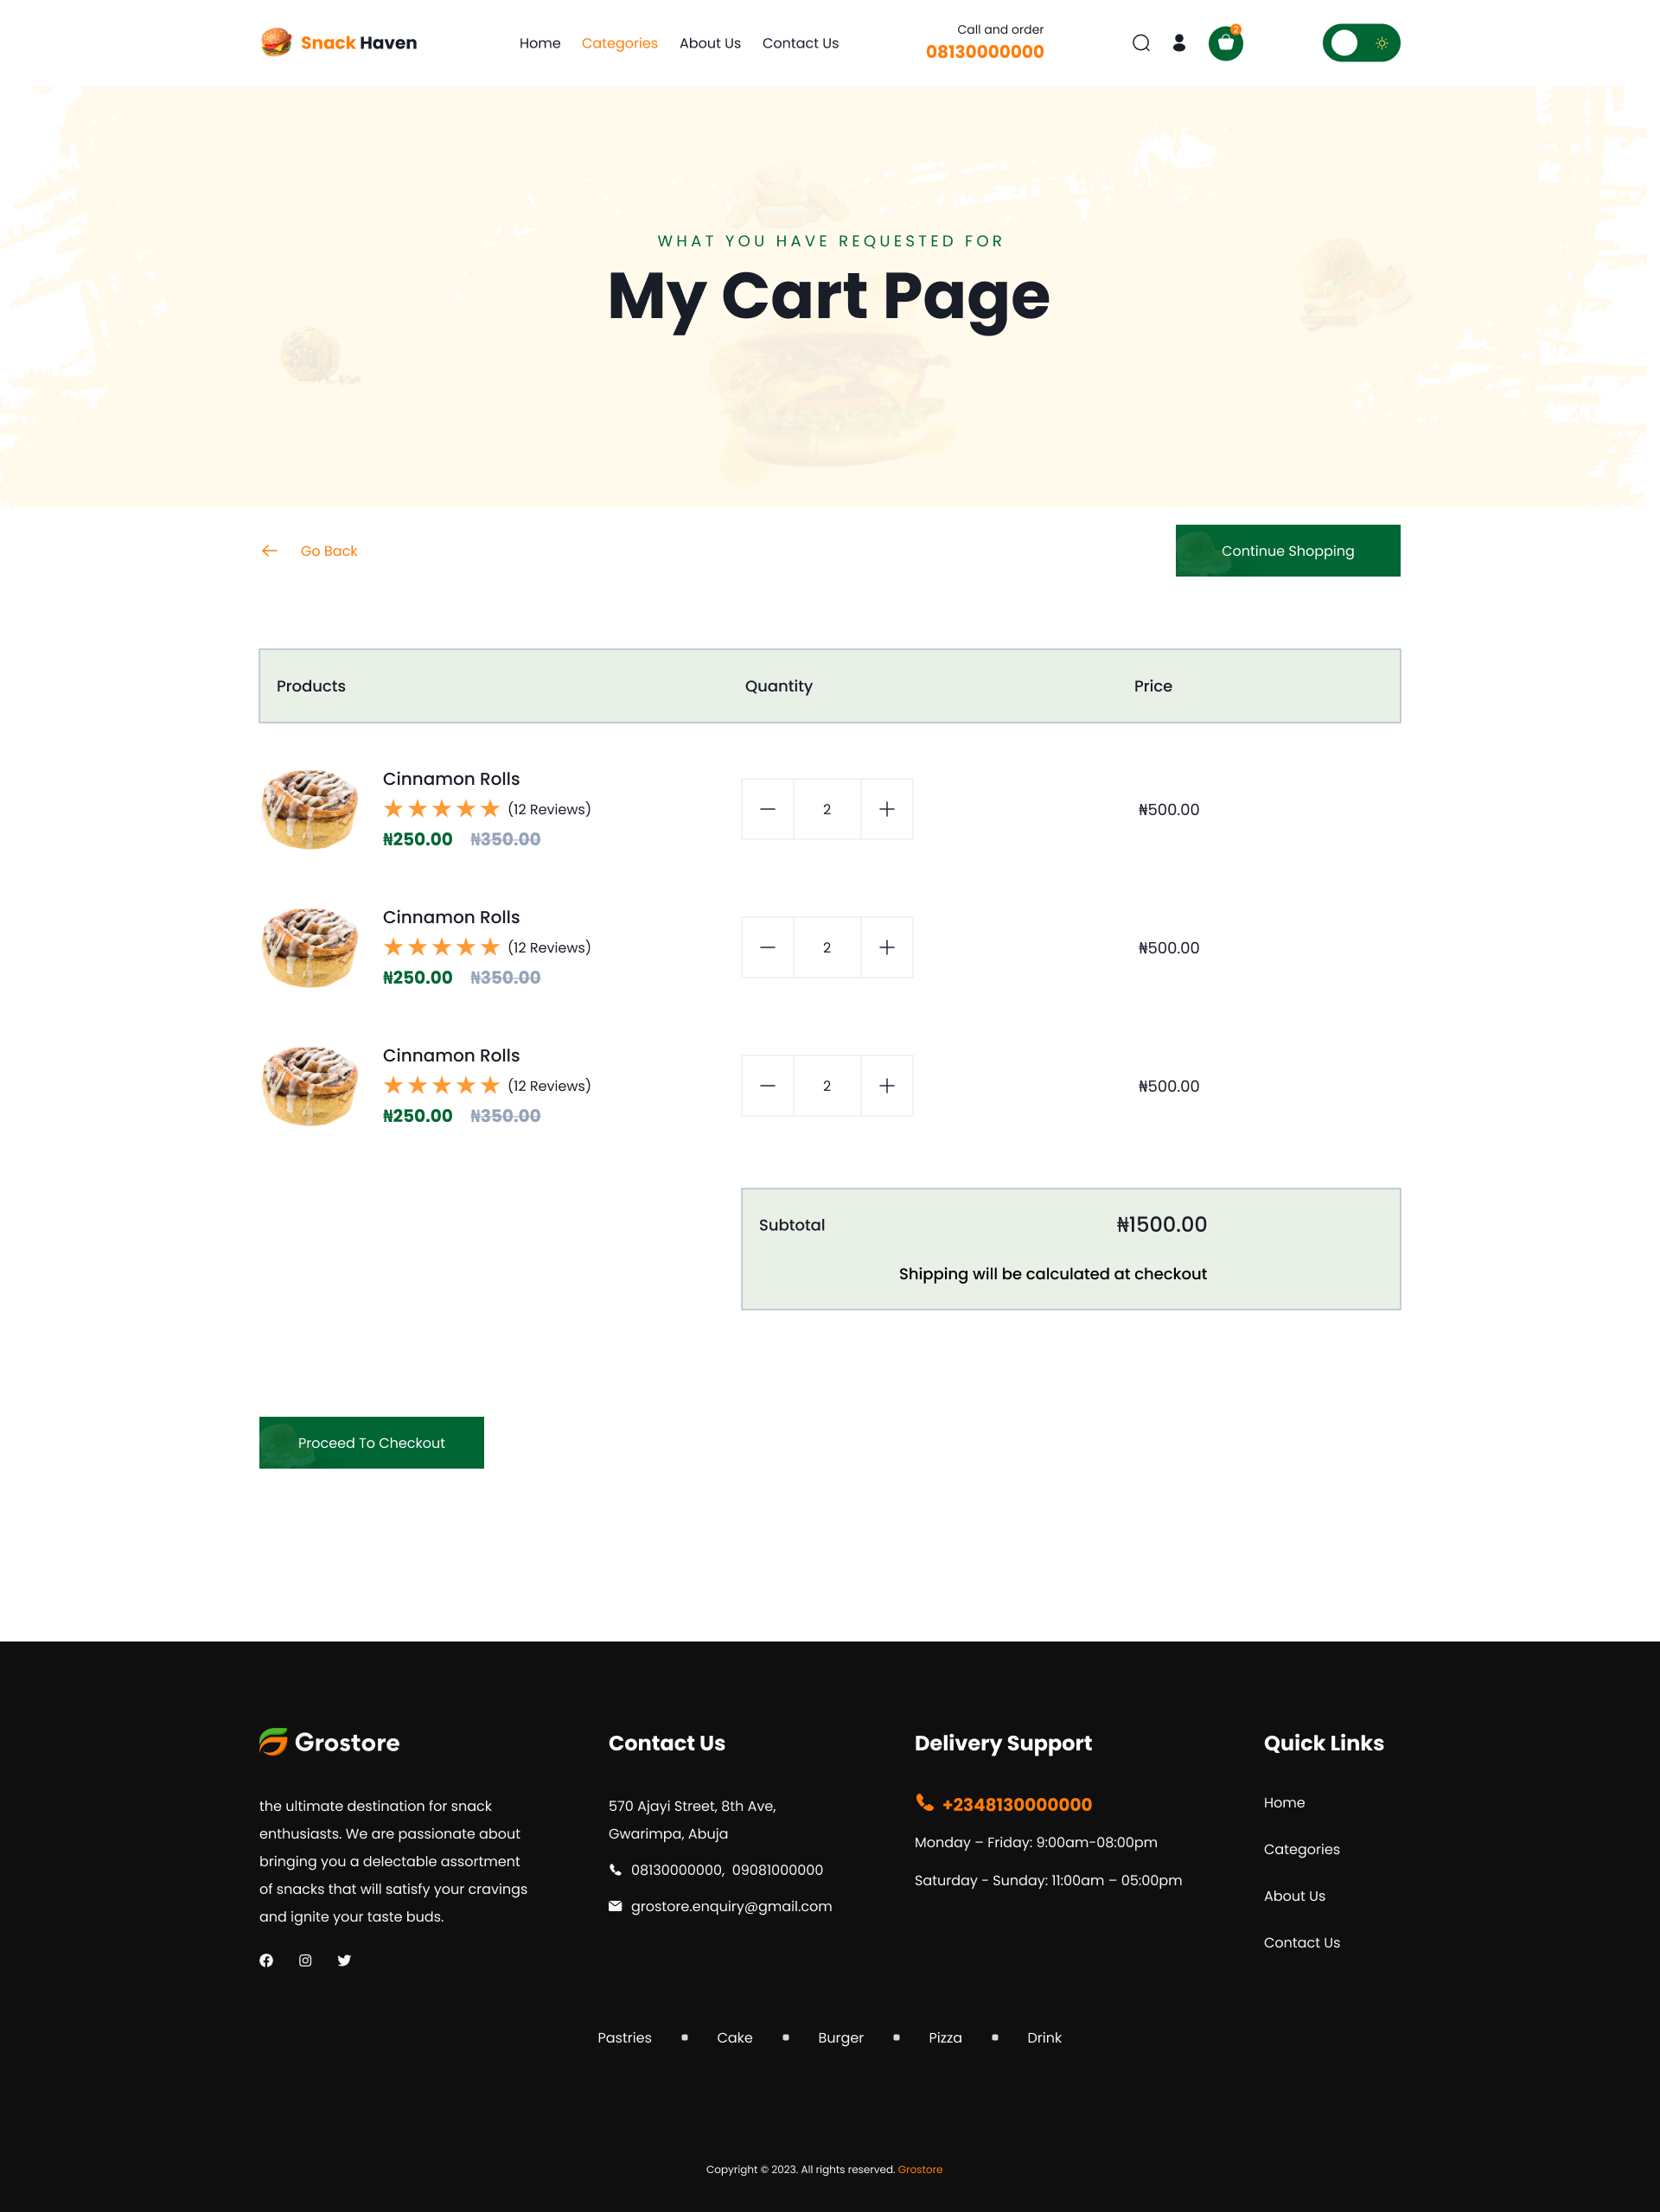 Snack Haven
Home Categories About Us Contact Us
Call and order
08130000000
2
WHAT YOU HAVE REQUESTED FOR
My Cart Page
Go Back
Continue Shopping
Products Quantity Price
Cinnamon Rolls
(12 Reviews)
₦250.00 ₦350.00
2
₦500.00
Cinnamon Rolls
(12 Reviews)
₦250.00 ₦350.00
2
₦500.00
Cinnamon Rolls
(12 Reviews)
₦250.00 ₦350.00
2
₦500.00
Subtotal ₦1500.00
Shipping will be calculated at checkout
Proceed To Checkout
Grostore
the ultimate destination for snack
enthusiasts. We are passionate about
bringing you a delectable assortment
of snacks that will satisfy your cravings
and ignite your taste buds.
Contact Us
570 Ajayi Street, 8th Ave,
Gwarimpa, Abuja
08130000000, 09081000000
grostore.enquiry@gmail.com
Delivery Support
+2348130000000
Monday – Friday: 9:00am-08:00pm
Saturday - Sunday: 11:00am – 05:00pm
Quick Links
Home
Categories
About Us
Contact Us
Pastries Cake Burger Pizza Drink
Copyright © 2023. All rights reserved. Grostore